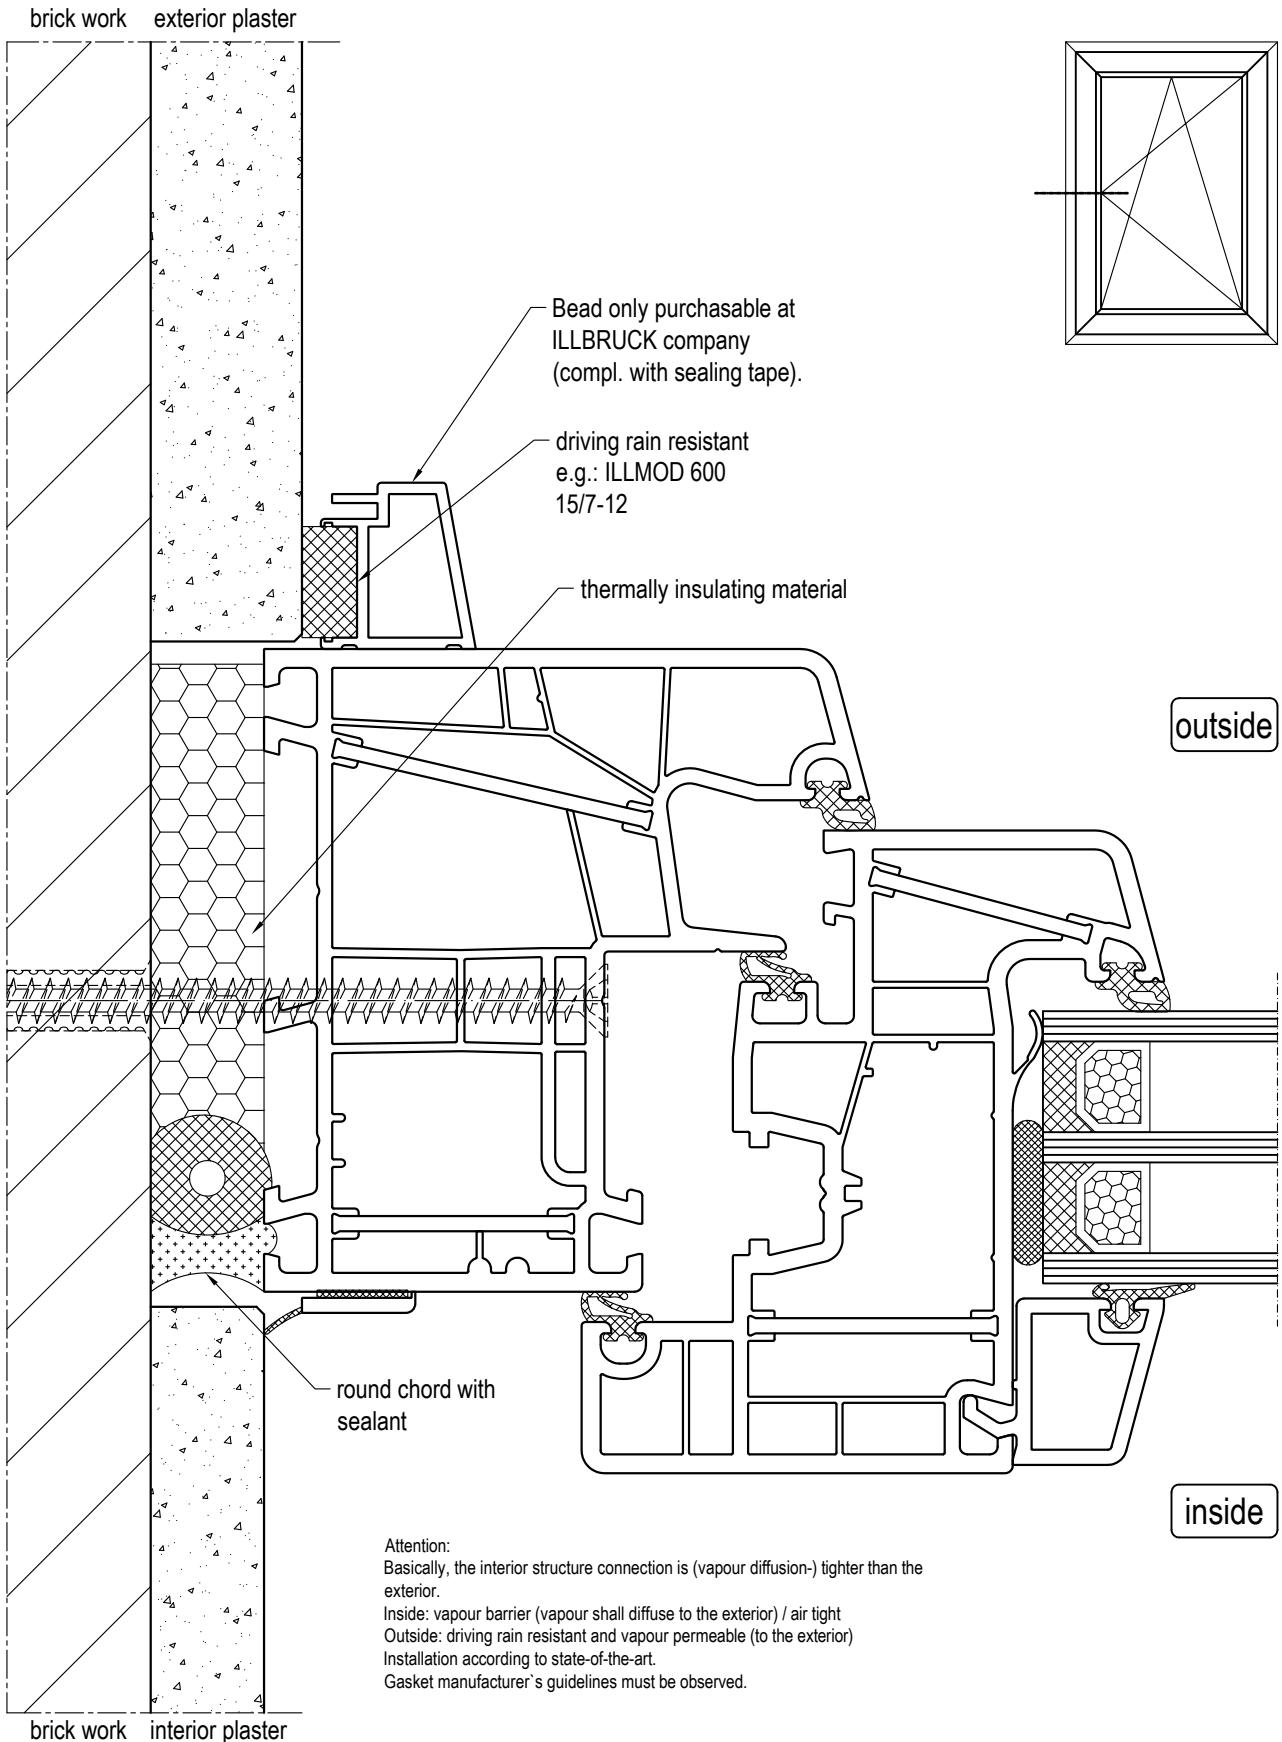 brick work exterior plaster
Bead only purchasable at
ILLBRUCK company
(compl. with sealing tape).
driving rain resistant
e.g.: ILLMOD 600
15/7-12
thermally insulating material
outside
round chord with
sealant
inside
Attention:
Basically, the interior structure connection is (vapour diffusion-) tighter than the
exterior.
Inside: vapour barrier (vapour shall diffuse to the exterior) / air tight
Outside: driving rain resistant and vapour permeable (to the exterior)
Installation according to state-of-the-art.
Gasket manufacturer`s guidelines must be observed.
brick work interior plaster